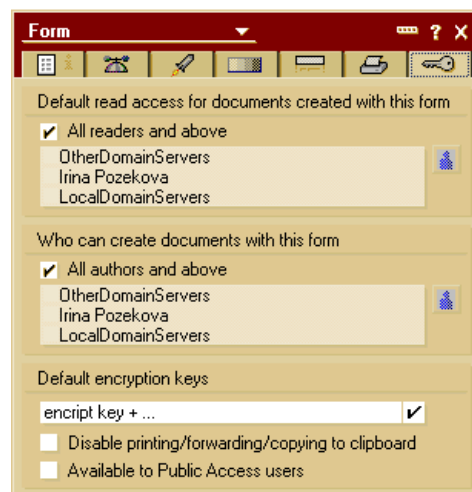 Form
?
X
Default read access for documents created with this form
All readers and above
OtherDomainServers
Irina Pozekova
LocalDomainServers
Who can create documents with this form
All authors and above
OtherDomainServers
Irina Pozekova
LocalDomainServers
Default encryption keys
encript key + ...
Disable printing/forwarding/copying to clipboard
Available to Public Access users